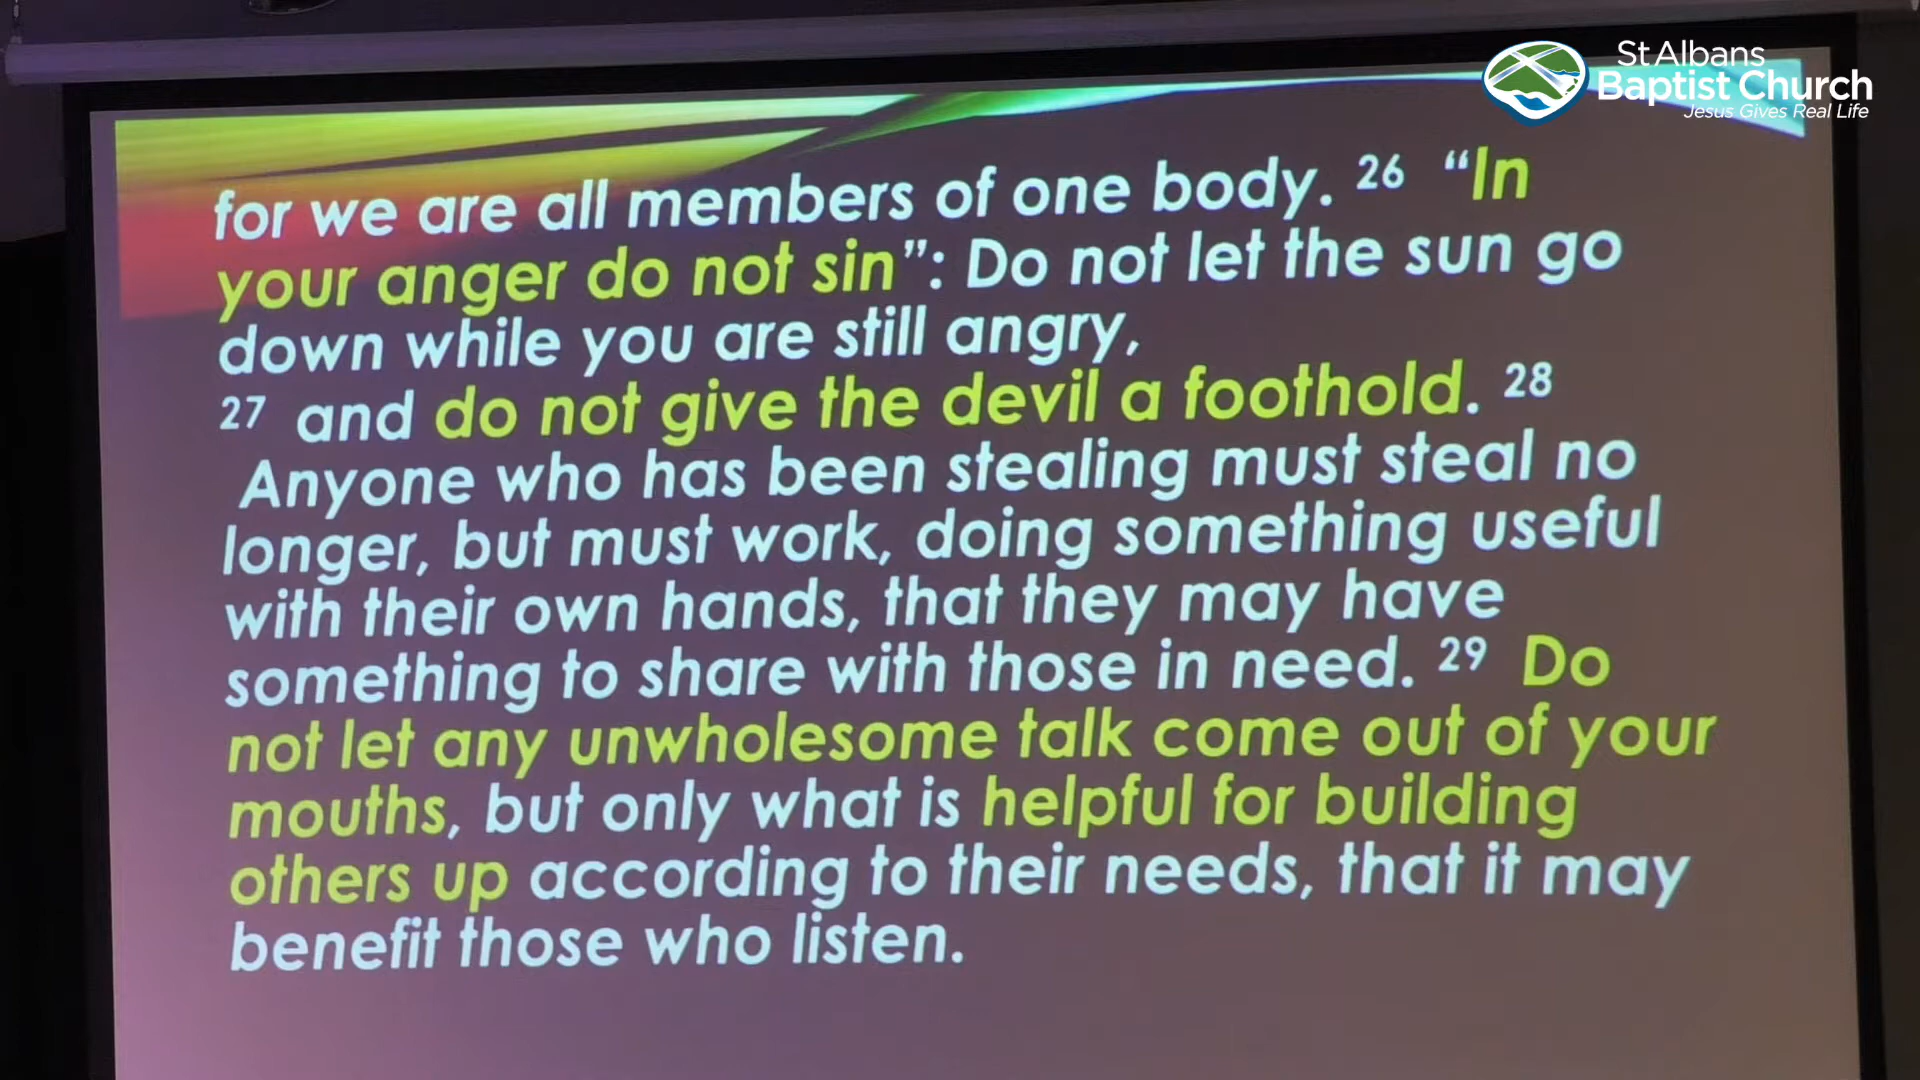 St Albans
Baptist Church
Jesus Gives Real Life
for we are all members of one body. 26 “In
your anger do not sin”: Do not let the sun go
down while you are still angry,
27 and do not give the devil a foothold. 28
Anyone who has been stealing must steal no
longer, but must work, doing something useful
with their own hands, that they may have
something to share with those in need. 29 Do
not let any unwholesome talk come out of your
mouths, but only what is helpful for building
others up according to their needs, that it may
benefit those who listen.